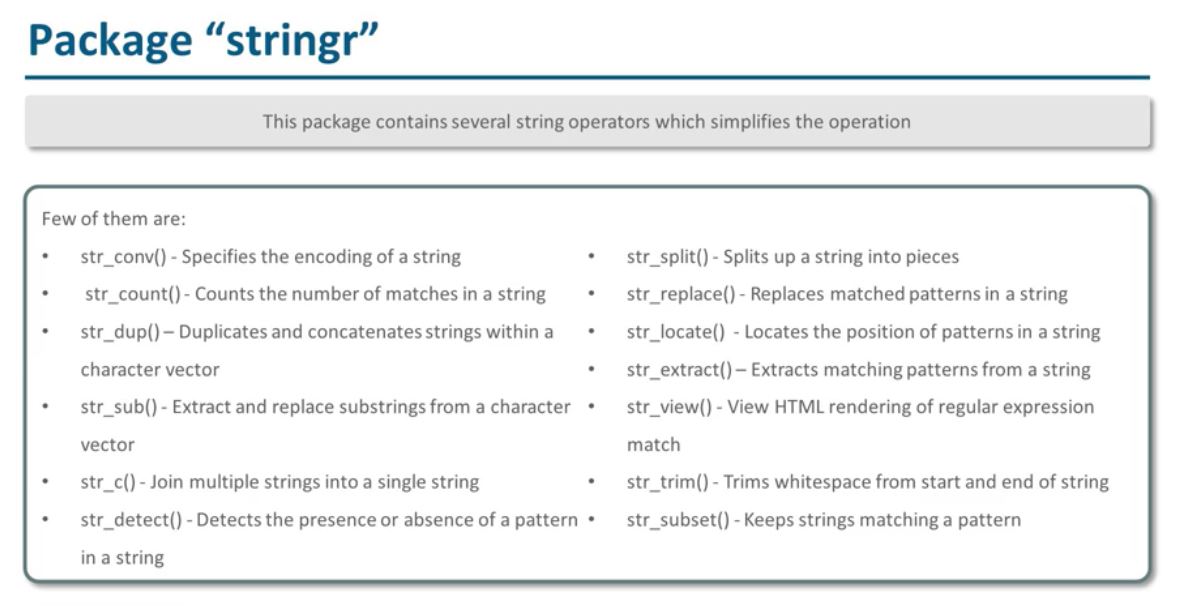 Package “stringr”
This package contains several string operators which simplifies the operation
Few of them are:
• str_conv() - Specifies the encoding of a string
• str_count() - Counts the number of matches in a string
• str_dup() – Duplicates and concatenates strings within a
character vector
• str_sub() - Extract and replace substrings from a character
vector
• str_c() - Join multiple strings into a single string
• str_detect() - Detects the presence or absence of a pattern
in a string
• str_split() - Splits up a string into pieces
• str_replace() - Replaces matched patterns in a string
• str_locate() - Locates the position of patterns in a string
• str_extract() – Extracts matching patterns from a string
• str_view() - View HTML rendering of regular expression
match
• str_trim() - Trims whitespace from start and end of string
• str_subset() - Keeps strings matching a pattern